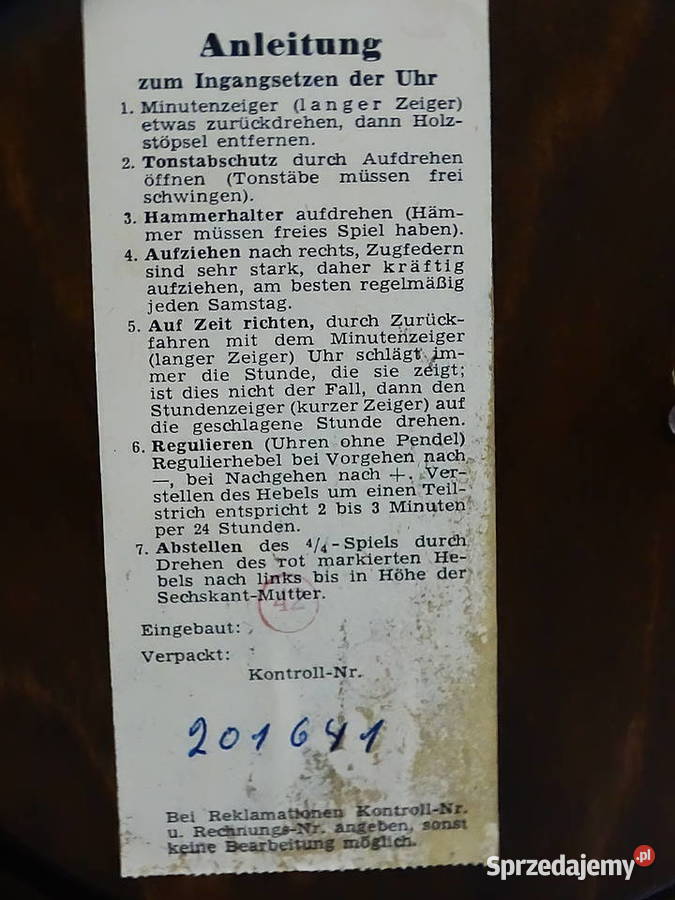 Anleitung
zum Ingangsetzen der Uhr
1. Minutenzeiger (langer Zeiger)
etwas zurückdrehen, dann Holz-
stöpsel entfernen.
2. Tonstabschutz durch Aufdrehen
öffnen (Tonstäbe müssen frei
schwingen).
3. Hammerhalter aufdrehen (Häm-
mer müssen freies Spiel haben).
4. Aufziehen nach rechts, Zugfedern
sind sehr stark, daher kräftig
aufziehen, am besten regelmäßig
jeden Samstag.
5. Auf Zeit richten, durch Zurück-
fahren mit dem Minutenzeiger
(langer Zeiger) Uhr schlägt im-
mer die Stunde, die sie zeigt;
ist dies nicht der Fall, dann den
Stundenzeiger (kurzer Zeiger) auf
die geschlagene Stunde drehen.
6. Regulieren (Uhren ohne Pendel)
Regulierhebel bei Vorgehen nach
—, bei Nachgehen nach +. Ver-
stellen des Hebels um einen Teil-
strich entspricht 2 bis 3 Minuten
per 24 Stunden.
7. Abstellen des 4/4-Spiels durch
Drehen des rot markierten He-
bels nach links bis in Höhe der
Sechskant-Mutter.
42
Eingebaut:
Verpackt:
Kontroll-Nr.
201641
Bei Reklamationen Kontroll-Nr.
u. Rechnungs-Nr. angeben, sonst
keine Bearbeitung möglich.
Sprzedajemy.pl